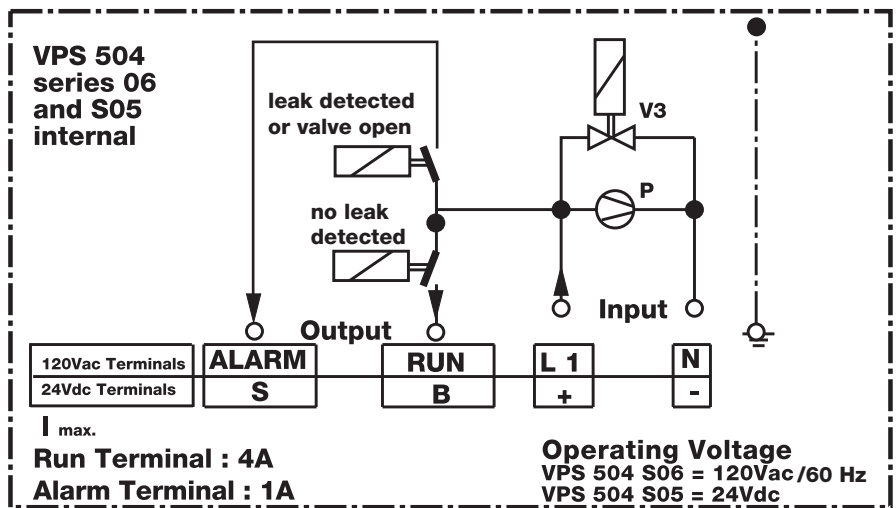 VPS 504
series 06
and S05
internal
leak detected
or valve open
V3
P
no leak
detected
Input
Output
120Vac Terminals
ALARM
RUN
L 1
N
24Vdc Terminals
S
B
+
-
I max.
Run Terminal : 4A
Alarm Terminal : 1A
Operating Voltage
VPS 504 S06 = 120Vac/60 Hz
VPS 504 S05 = 24Vdc